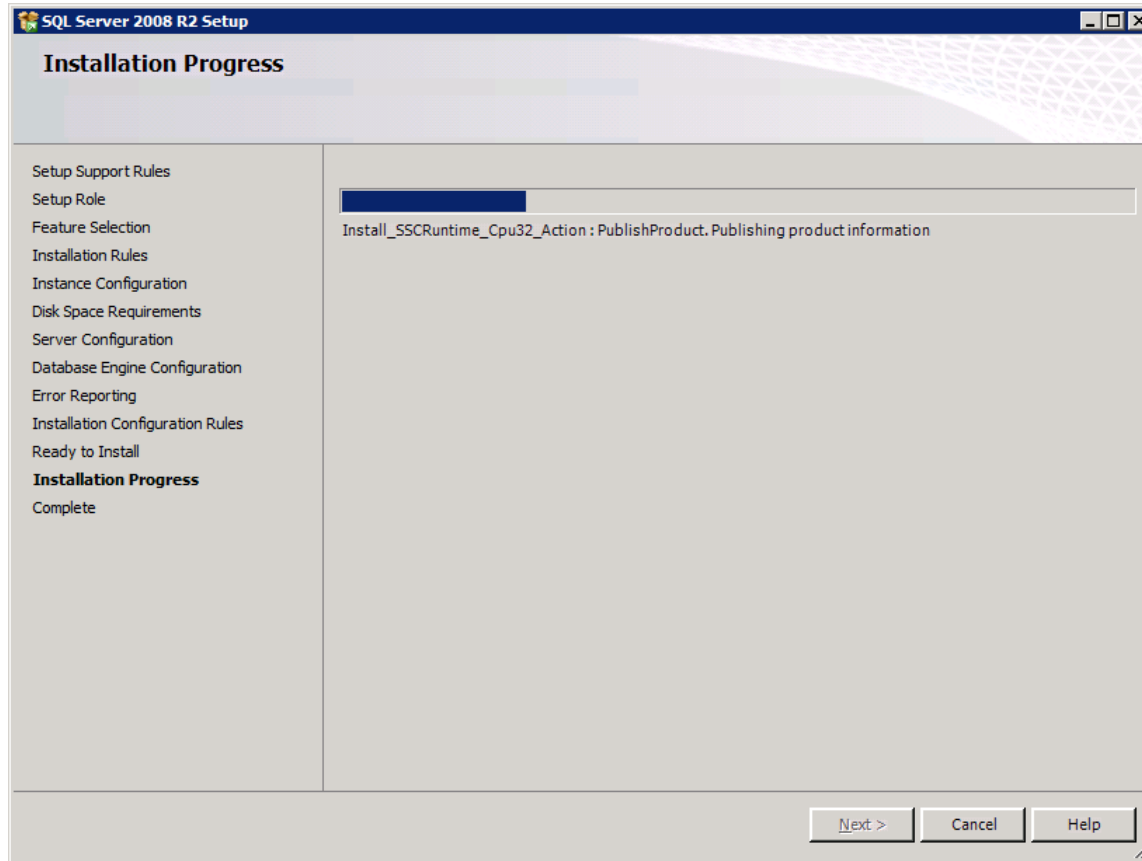 SQL Server 2008 R2 Setup
Installation Progress
Setup Support Rules
Setup Role
Feature Selection
Installation Rules
Instance Configuration
Disk Space Requirements
Server Configuration
Database Engine Configuration
Error Reporting
Installation Configuration Rules
Ready to Install
Installation Progress
Complete
Install_SSCRuntime_Cpu32_Action : PublishProduct. Publishing product information
Next >
Cancel
Help